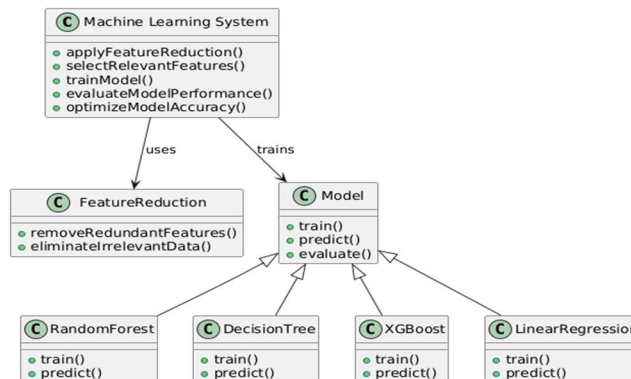 C Machine Learning System
applyFeatureReduction()
selectRelevantFeatures()
trainModel()
evaluateModelPerformance()
optimizeModelAccuracy()
uses
trains
C FeatureReduction
removeRedundantFeatures()
eliminateIrrelevantData()
C Model
train()
predict()
evaluate()
C RandomForest
train()
predict()
C DecisionTree
train()
predict()
C XGBoost
train()
predict()
C LinearRegression
train()
predict()